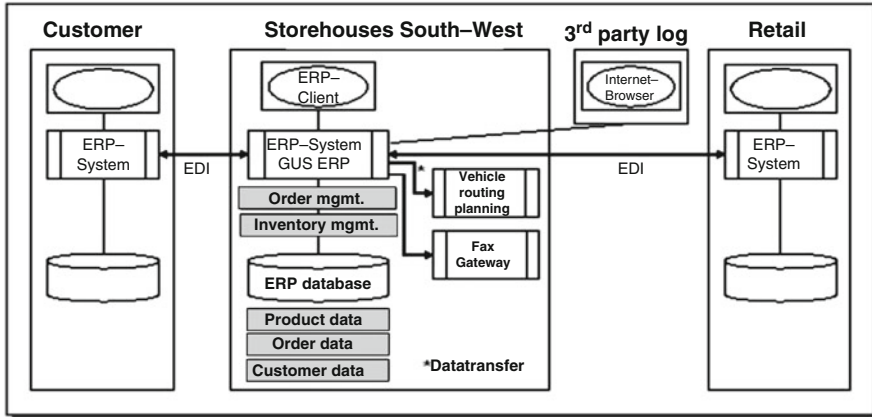 Customer
Storehouses South–West
3rd party log
Retail
ERP–
Client
Internet–
Browser
ERP–
System
EDI
ERP–System
GUS ERP
*
EDI
ERP–
System
Vehicle
routing
planning
Order mgmt.
Inventory mgmt.
Fax
Gateway
ERP database
Product data
Order data
Customer data
*Datatransfer